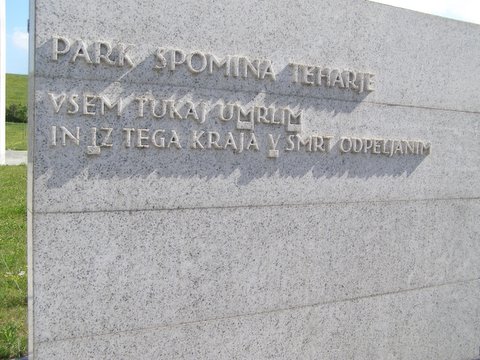 PARK SPOMINA TEHARJE
VSEM TUKAJ UMRLIM
IN IZ TEGA KRAJA V SMRT ODPELJANIM